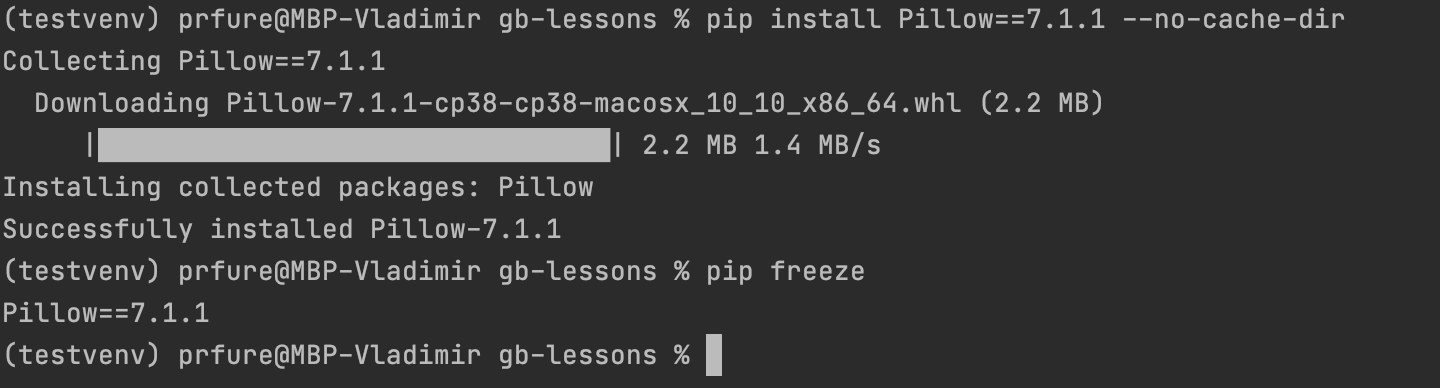 (testvenv) prfure@MBP-Vladimir gb-lessons % pip install Pillow==7.1.1 --no-cache-dir
Collecting Pillow==7.1.1
  Downloading Pillow-7.1.1-cp38-cp38-macosx_10_10_x86_64.whl (2.2 MB)
     |████████████████████████████████| 2.2 MB 1.4 MB/s
Installing collected packages: Pillow
Successfully installed Pillow-7.1.1
(testvenv) prfure@MBP-Vladimir gb-lessons % pip freeze
Pillow==7.1.1
(testvenv) prfure@MBP-Vladimir gb-lessons %